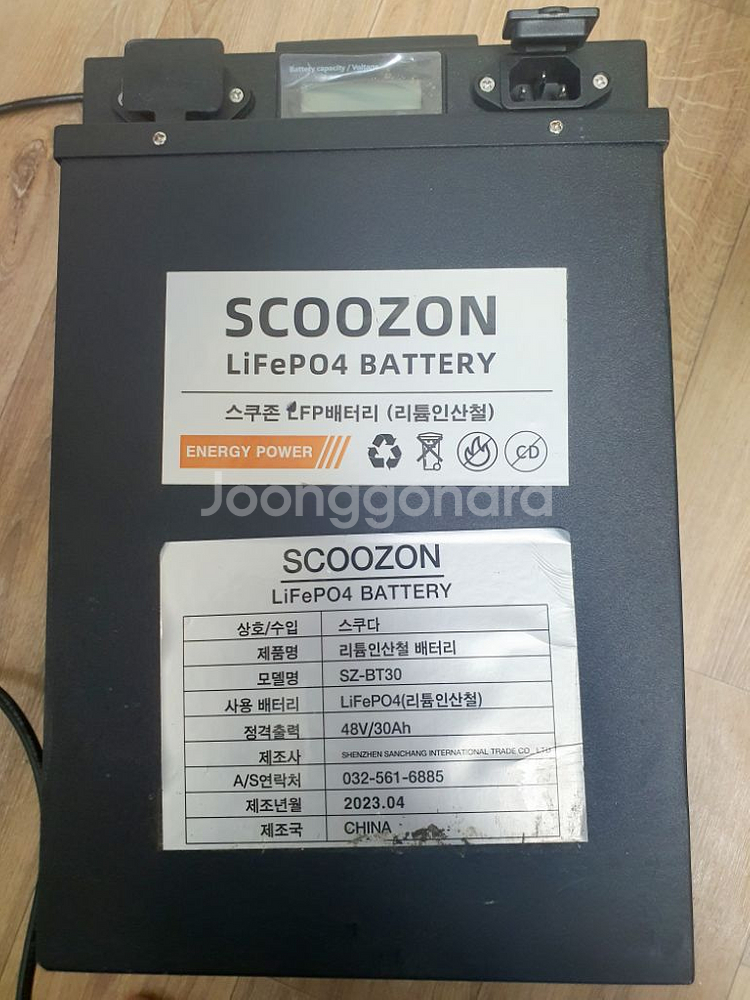 Battery capacity / Voltage
SCOOZON
LiFePO4 BATTERY
스쿠존 LFP배터리 (리튬인산철)
ENERGY POWER
CD
Joonggonara
SCOOZON
LiFePO4 BATTERY
상호/수입 스쿠다
제품명 리튬인산철 배터리
모델명 SZ-BT30
사용 배터리 LiFePO4(리튬인산철)
정격출력 48V/30Ah
제조사 SHENZHEN SANCHANG INTERNATIONAL TRADE CO., LTD
A/S연락처 032-561-6885
제조년월 2023.04
제조국 CHINA